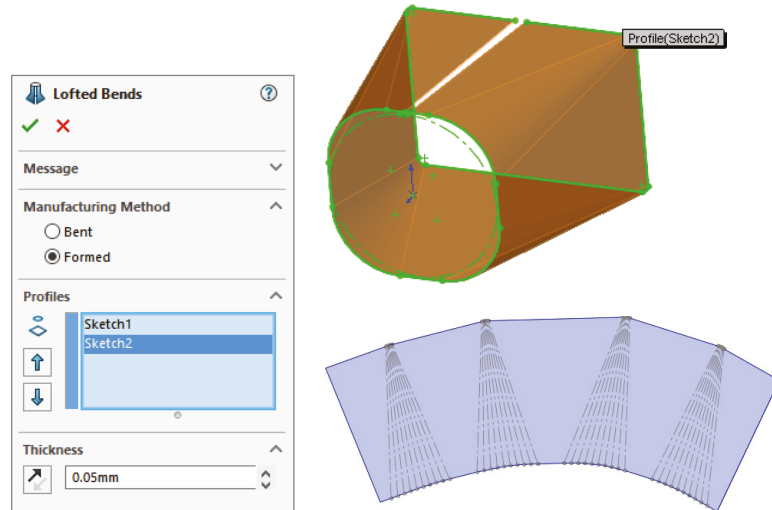 Lofted Bends
Message
Manufacturing Method
Bent
Formed
Profiles
Sketch1
Sketch2
Thickness
0.05mm
Profile(Sketch2)